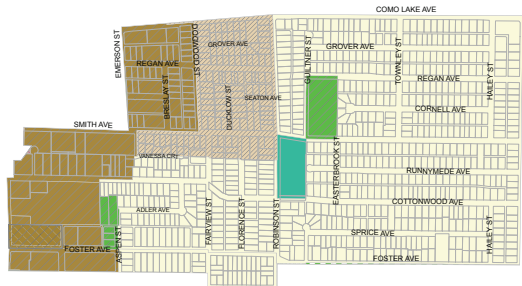 COMO LAKE AVE
EMERSON ST
DOGWOOD ST
GROVER AVE
GUILTNER ST
GROVER AVE
TOWNLEY ST
REGAN AVE
REGAN AVE
HAILEY ST
BRESLAY ST
DUCKLOW ST
SEATON AVE
CORNELL AVE
SMITH AVE
VANESSA CRT
EASTERBROOK ST
RUNNYMEDE AVE
COTTONWOOD AVE
ADLER AVE
FAIRVIEW ST
FLORENCE ST
ROBINSON ST
ASPEN ST
SPRICE AVE
HAILEY ST
FOSTER AVE
FOSTER AVE